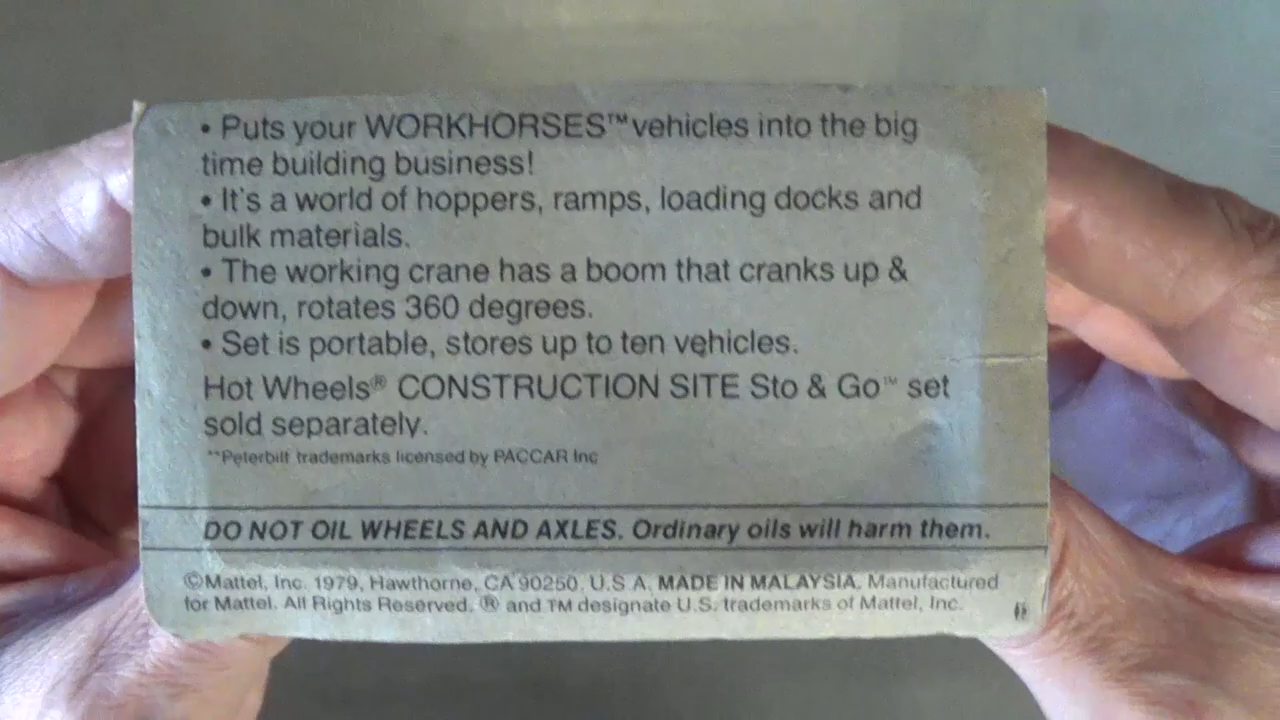 • Puts your WORKHORSES™ vehicles into the big
time building business!
• It's a world of hoppers, ramps, loading docks and
bulk materials.
• The working crane has a boom that cranks up &
down, rotates 360 degrees.
• Set is portable, stores up to ten vehicles.
Hot Wheels® CONSTRUCTION SITE Sto & Go™ set
sold separately.
**Peterbilt trademarks licensed by PACCAR Inc
DO NOT OIL WHEELS AND AXLES. Ordinary oils will harm them.
©Mattel, Inc. 1979, Hawthorne, CA 90250, U.S.A. MADE IN MALAYSIA. Manufactured
for Mattel. All Rights Reserved. ® and TM designate U.S. trademarks of Mattel, Inc.